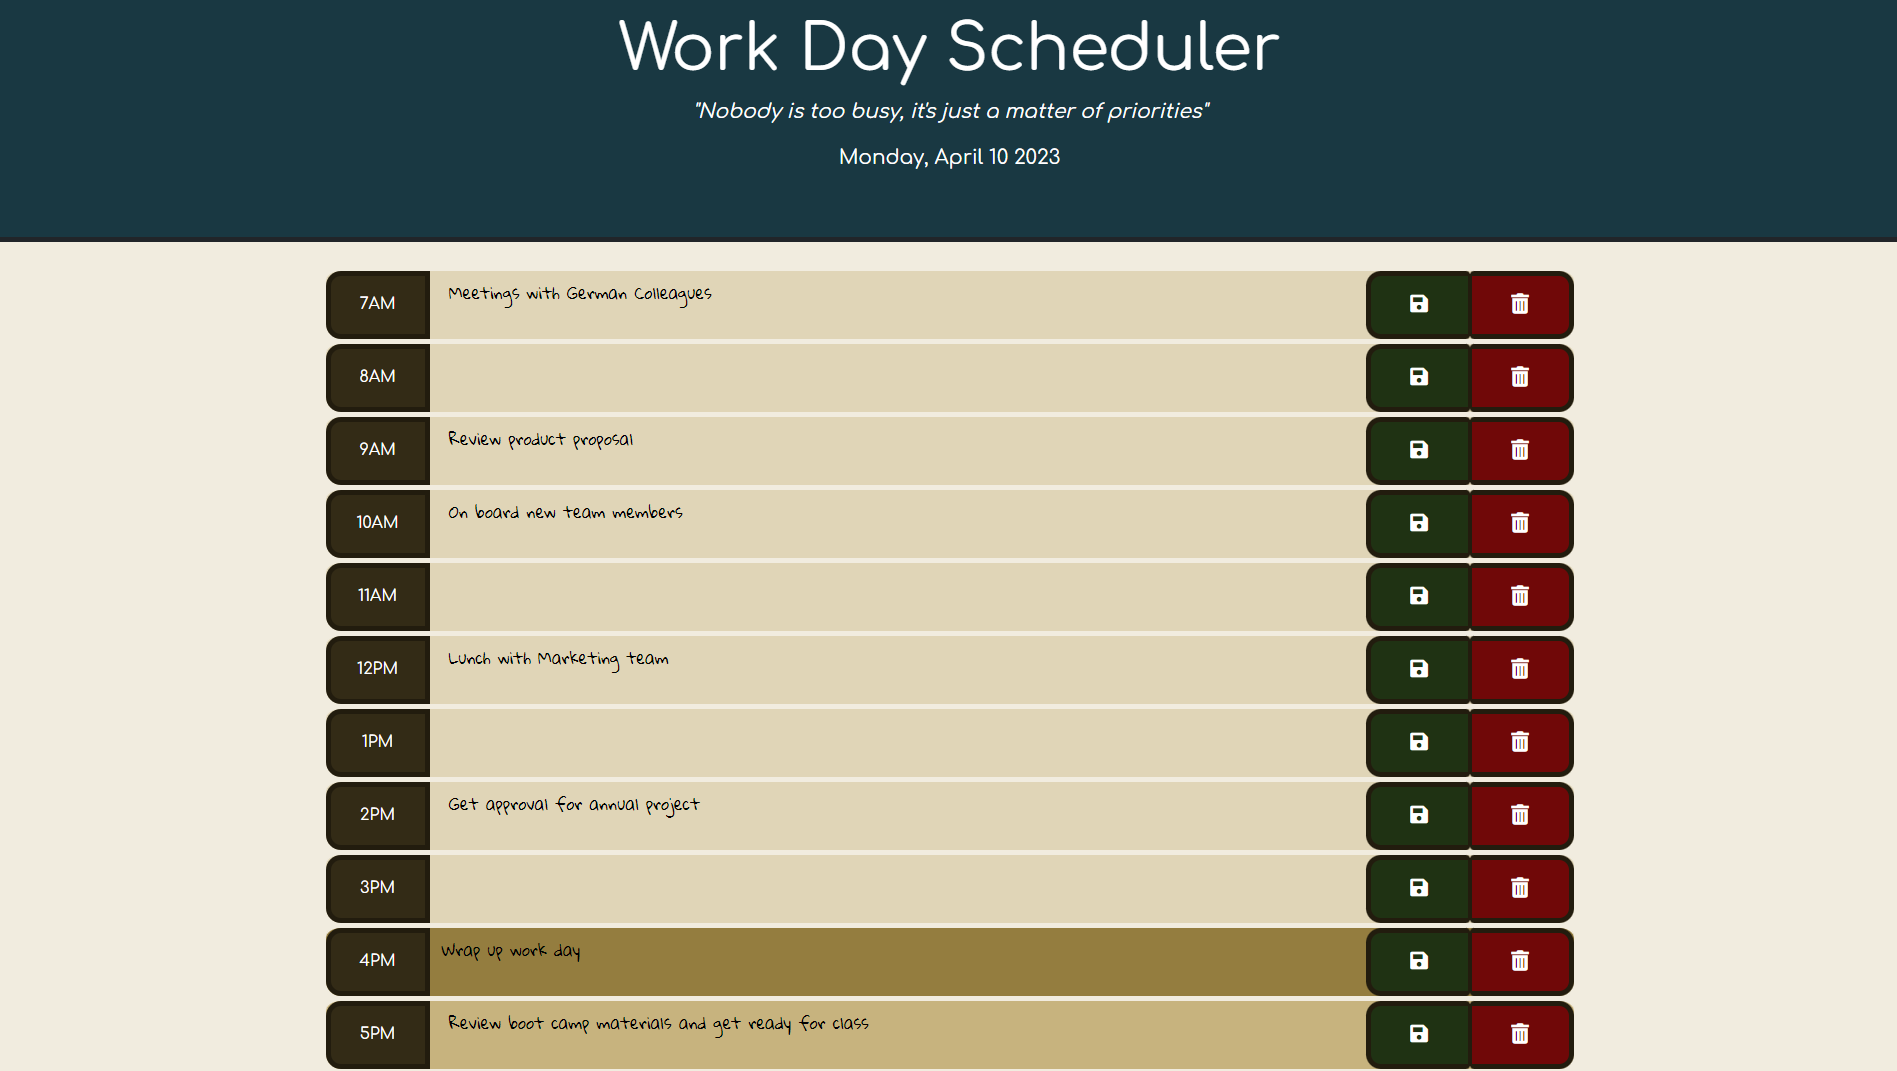 Work Day Scheduler
"Nobody is too busy, it's just a matter of priorities"
Monday, April 10 2023
7AM Meetings with German Colleagues
8AM
9AM Review product proposal
10AM On board new team members
11AM
12PM Lunch with Marketing team
1PM
2PM Get approval for annual project
3PM
4PM Wrap up work day
5PM Review boot camp materials and get ready for class